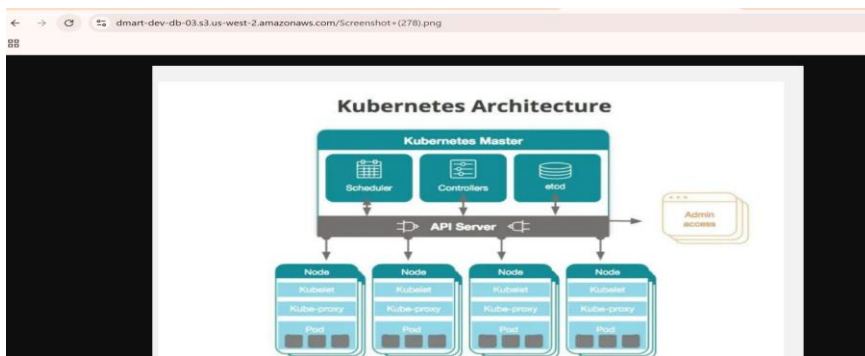 dmart-dev-db-03.s3.us-west-2.amazonaws.com/Screenshot+(278).png
Kubernetes Architecture
Kubernetes Master
Scheduler Controllers etcd
API Server
Admin
access
Node Node Node Node
Kubelet Kubelet Kubelet Kubelet
Kube-proxy Kube-proxy Kube-proxy Kube-proxy
Pod Pod Pod Pod